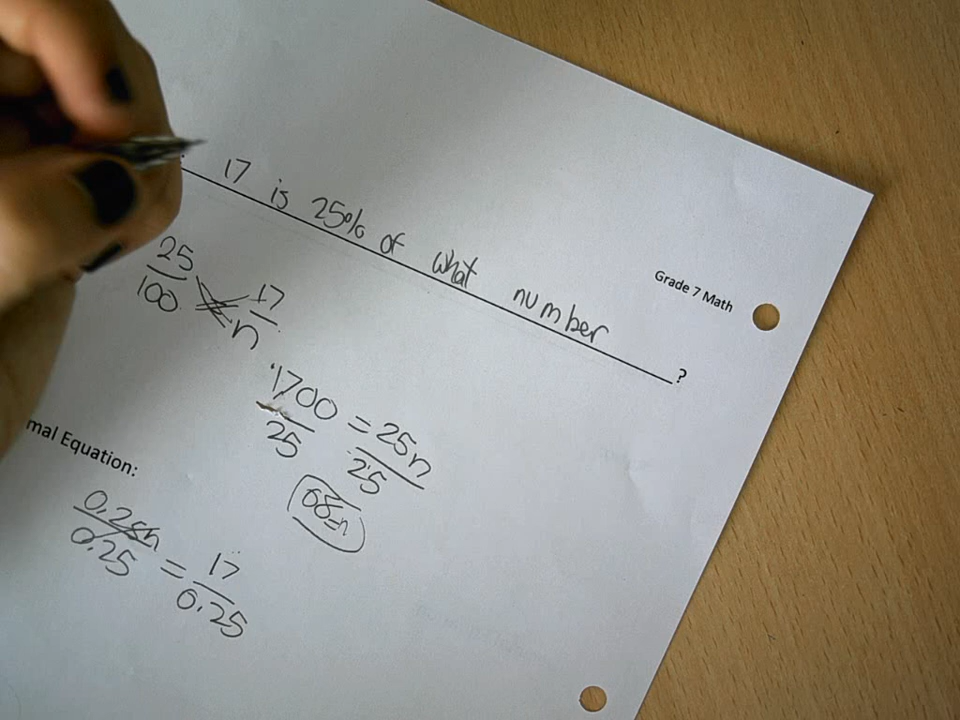 Grade 7 Math
17 is 25% of what number ?
25/100 = 17/n
1700/25 = 25n/25
68=n
mal Equation:
0.25n/0.25 = 17/0.25